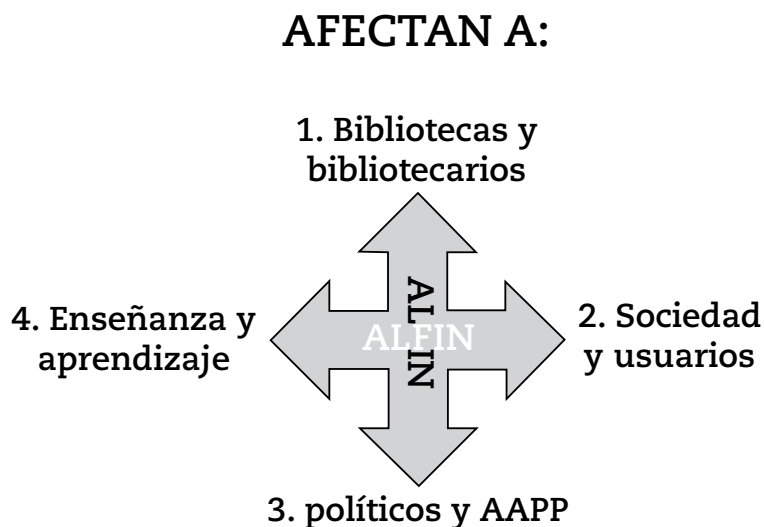 AFECTAN A:
1. Bibliotecas y
bibliotecarios
4. Enseñanza y
aprendizaje
ALFIN
ALFIN
2. Sociedad
y usuarios
3. políticos y AAPP